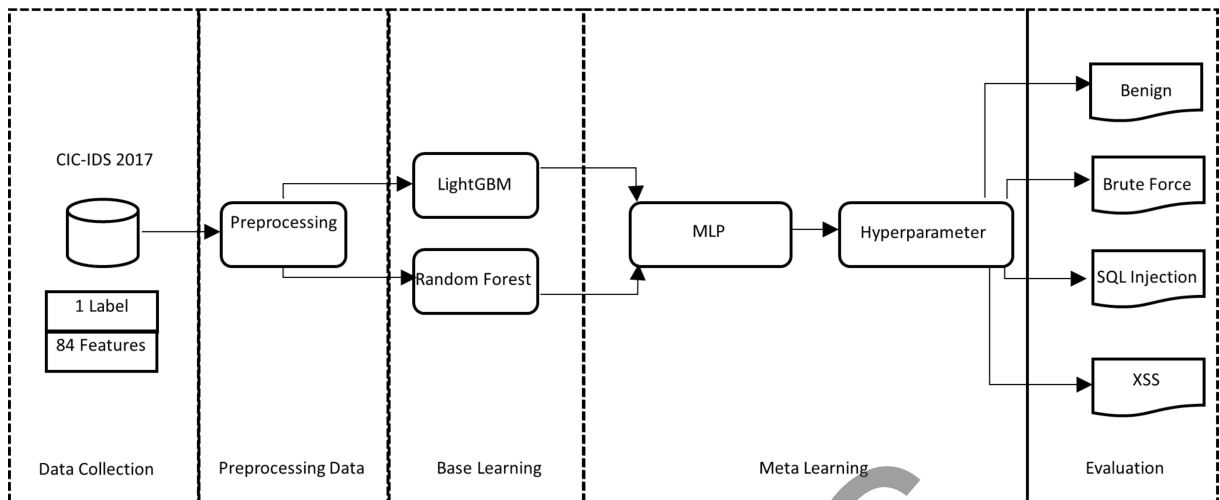 CIC-IDS 2017
1 Label
84 Features
Data Collection
Preprocessing
Preprocessing Data
LightGBM
Random Forest
Base Learning
MLP
Hyperparameter
Meta Learning
Benign
Brute Force
SQL Injection
XSS
Evaluation